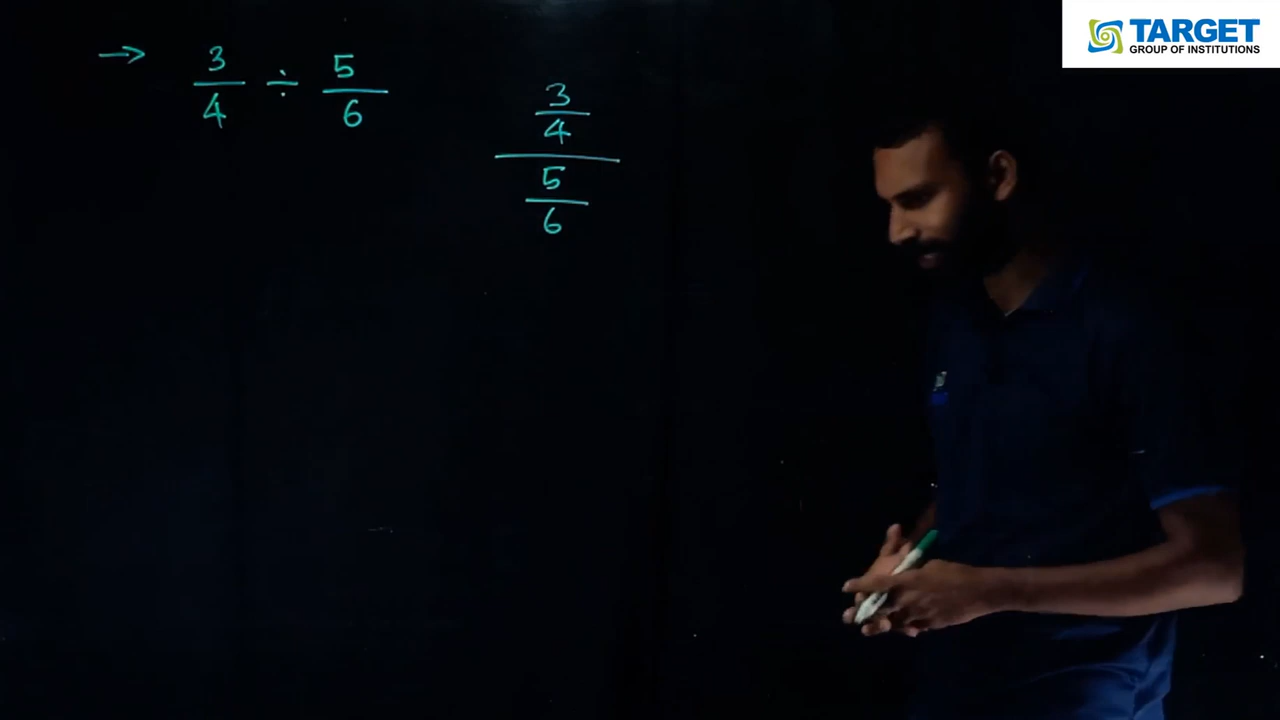 → 3/4 ÷ 5/6
3/4
5/6
TARGET
GROUP OF INSTITUTIONS